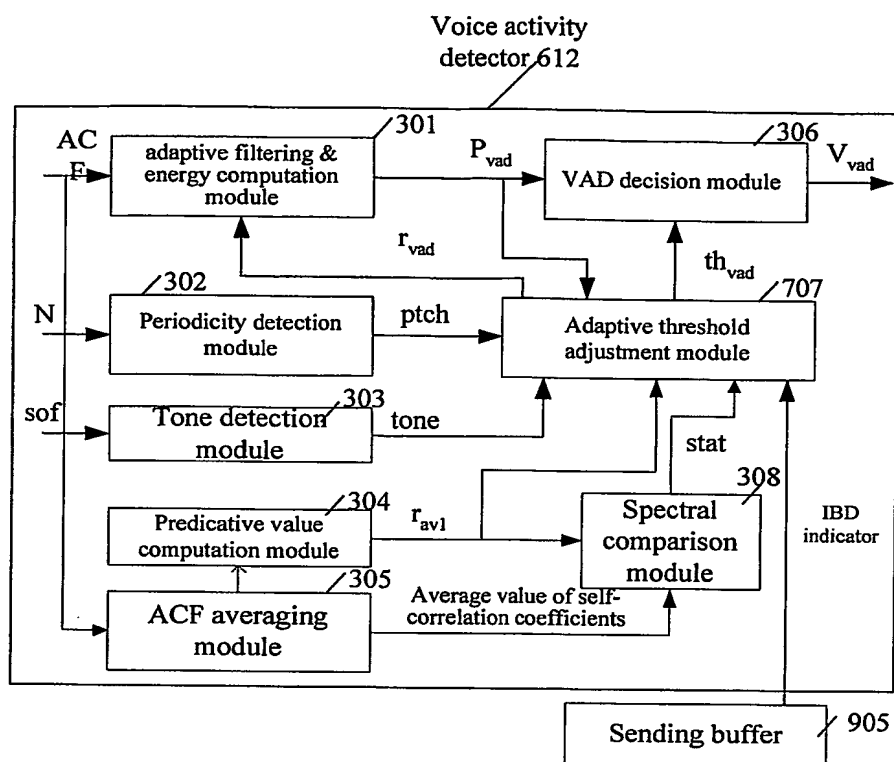 Voice activity
detector 612
AC
F
301
adaptive filtering &
energy computation
module
P_vad
306
VAD decision module
V_vad
r_vad
th_vad
302
N
Periodicity detection
module
ptch
707
Adaptive threshold
adjustment module
sof
303
Tone detection
module
tone
stat
304
Predicative value
computation module
r_av1
308
Spectral
comparison
module
IBD
indicator
305
ACF averaging
module
Average value of self-
correlation coefficients
Sending buffer
905